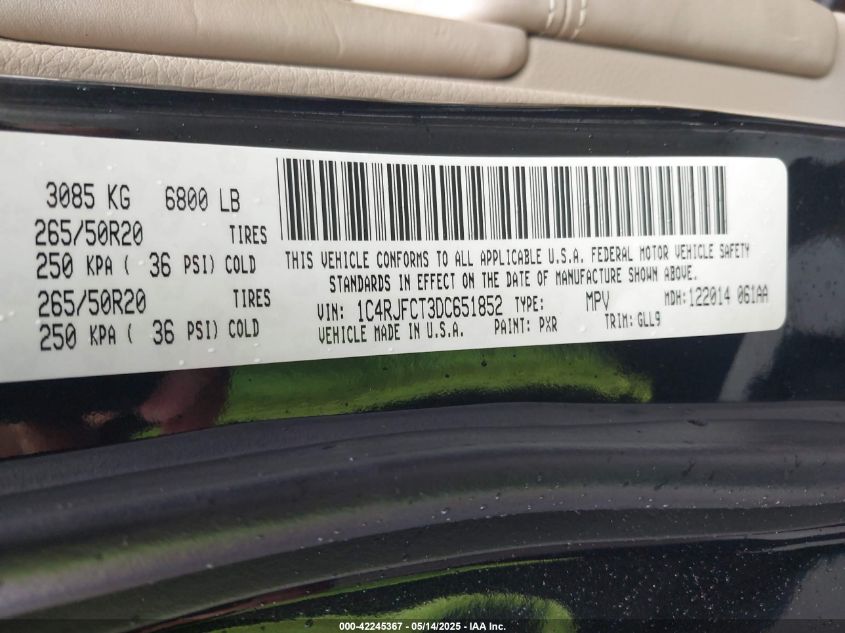 3085 KG 6800 LB
265/50R20 TIRES
250 KPA ( 36 PSI) COLD
265/50R20 TIRES
250 KPA ( 36 PSI) COLD
THIS VEHICLE CONFORMS TO ALL APPLICABLE U.S.A. FEDERAL MOTOR VEHICLE SAFETY
STANDARDS IN EFFECT ON THE DATE OF MANUFACTURE SHOWN ABOVE.
VIN: 1C4RJFCT3DC651852 TYPE: MPV MDH: 122014 061AA
VEHICLE MADE IN U.S.A. PAINT: PXR TRIM: GLL9
000-42245367 - 05/14/2025 - IAA Inc.